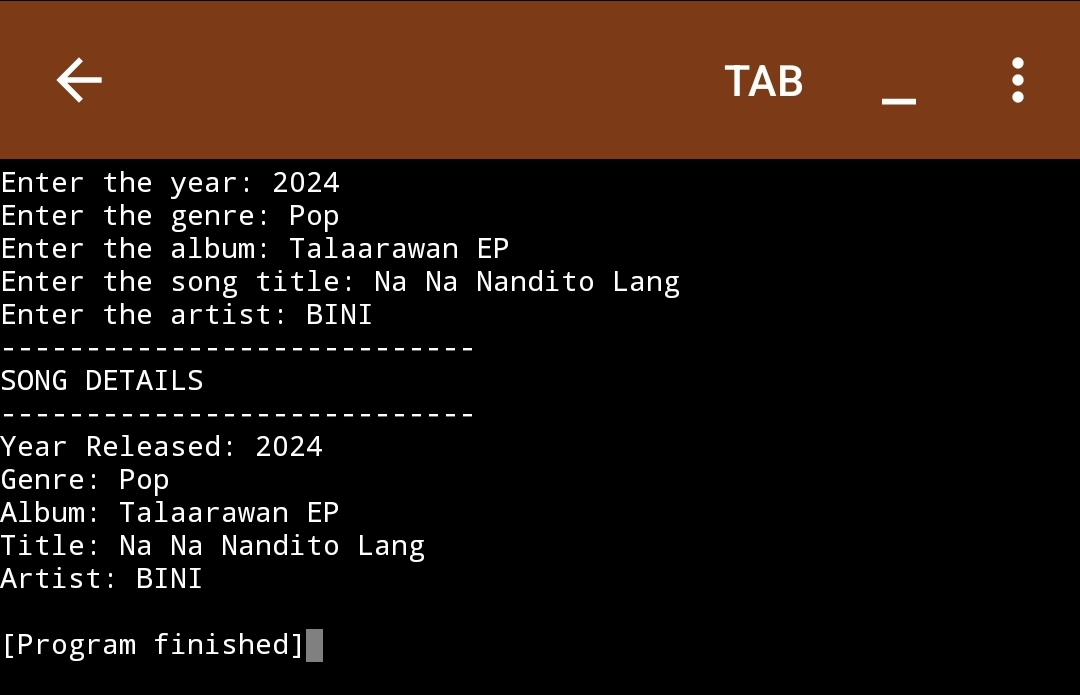 TAB _
Enter the year: 2024
Enter the genre: Pop
Enter the album: Talaarawan EP
Enter the song title: Na Na Nandito Lang
Enter the artist: BINI
----------------------------
SONG DETAILS
----------------------------
Year Released: 2024
Genre: Pop
Album: Talaarawan EP
Title: Na Na Nandito Lang
Artist: BINI
[Program finished]